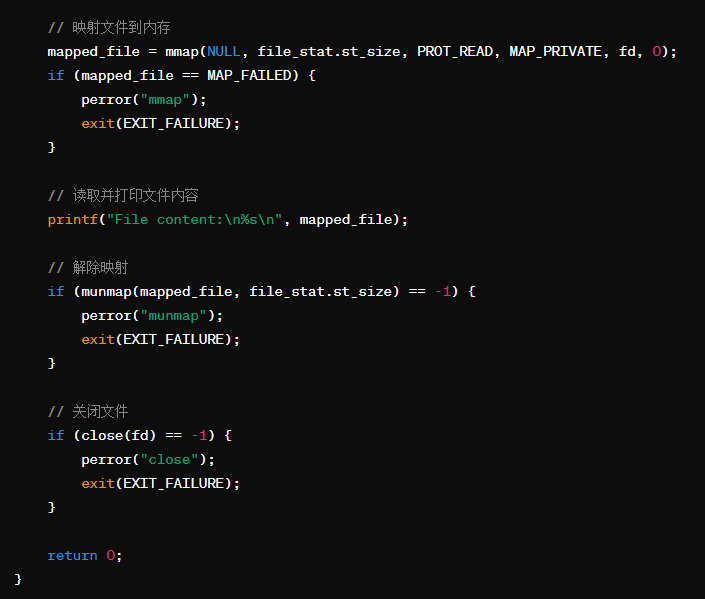 // 映射文件到内存
mapped_file = mmap(NULL, file_stat.st_size, PROT_READ, MAP_PRIVATE, fd, 0);
if (mapped_file == MAP_FAILED) {
perror("mmap");
exit(EXIT_FAILURE);
}
// 读取并打印文件内容
printf("File content:\n%s\n", mapped_file);
// 解除映射
if (munmap(mapped_file, file_stat.st_size) == -1) {
perror("munmap");
exit(EXIT_FAILURE);
}
// 关闭文件
if (close(fd) == -1) {
perror("close");
exit(EXIT_FAILURE);
}
return 0;
}